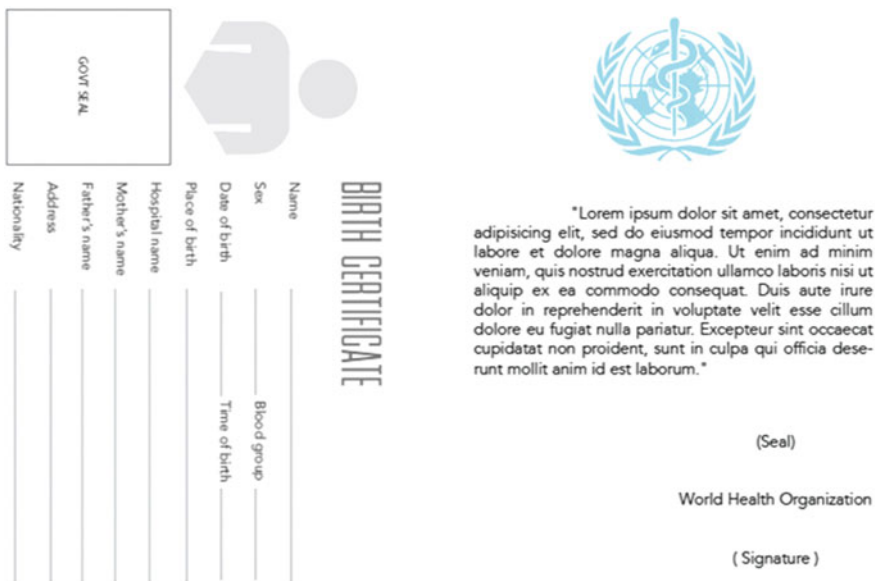 GOVT SEAL
BIRTH CERTIFICATE
Name
Sex Blood group
Date of birth Time of birth
Place of birth
Hospital name
Mother's name
Father's name
Address
Nationality
"Lorem ipsum dolor sit amet, consectetur
adipisicing elit, sed do eiusmod tempor incididunt ut
labore et dolore magna aliqua. Ut enim ad minim
veniam, quis nostrud exercitation ullamco laboris nisi ut
aliquip ex ea commodo consequat. Duis aute irure
dolor in reprehenderit in voluptate velit esse cillum
dolore eu fugiat nulla pariatur. Excepteur sint occaecat
cupidatat non proident, sunt in culpa qui officia dese-
runt mollit anim id est laborum."
(Seal)
World Health Organization
( Signature )